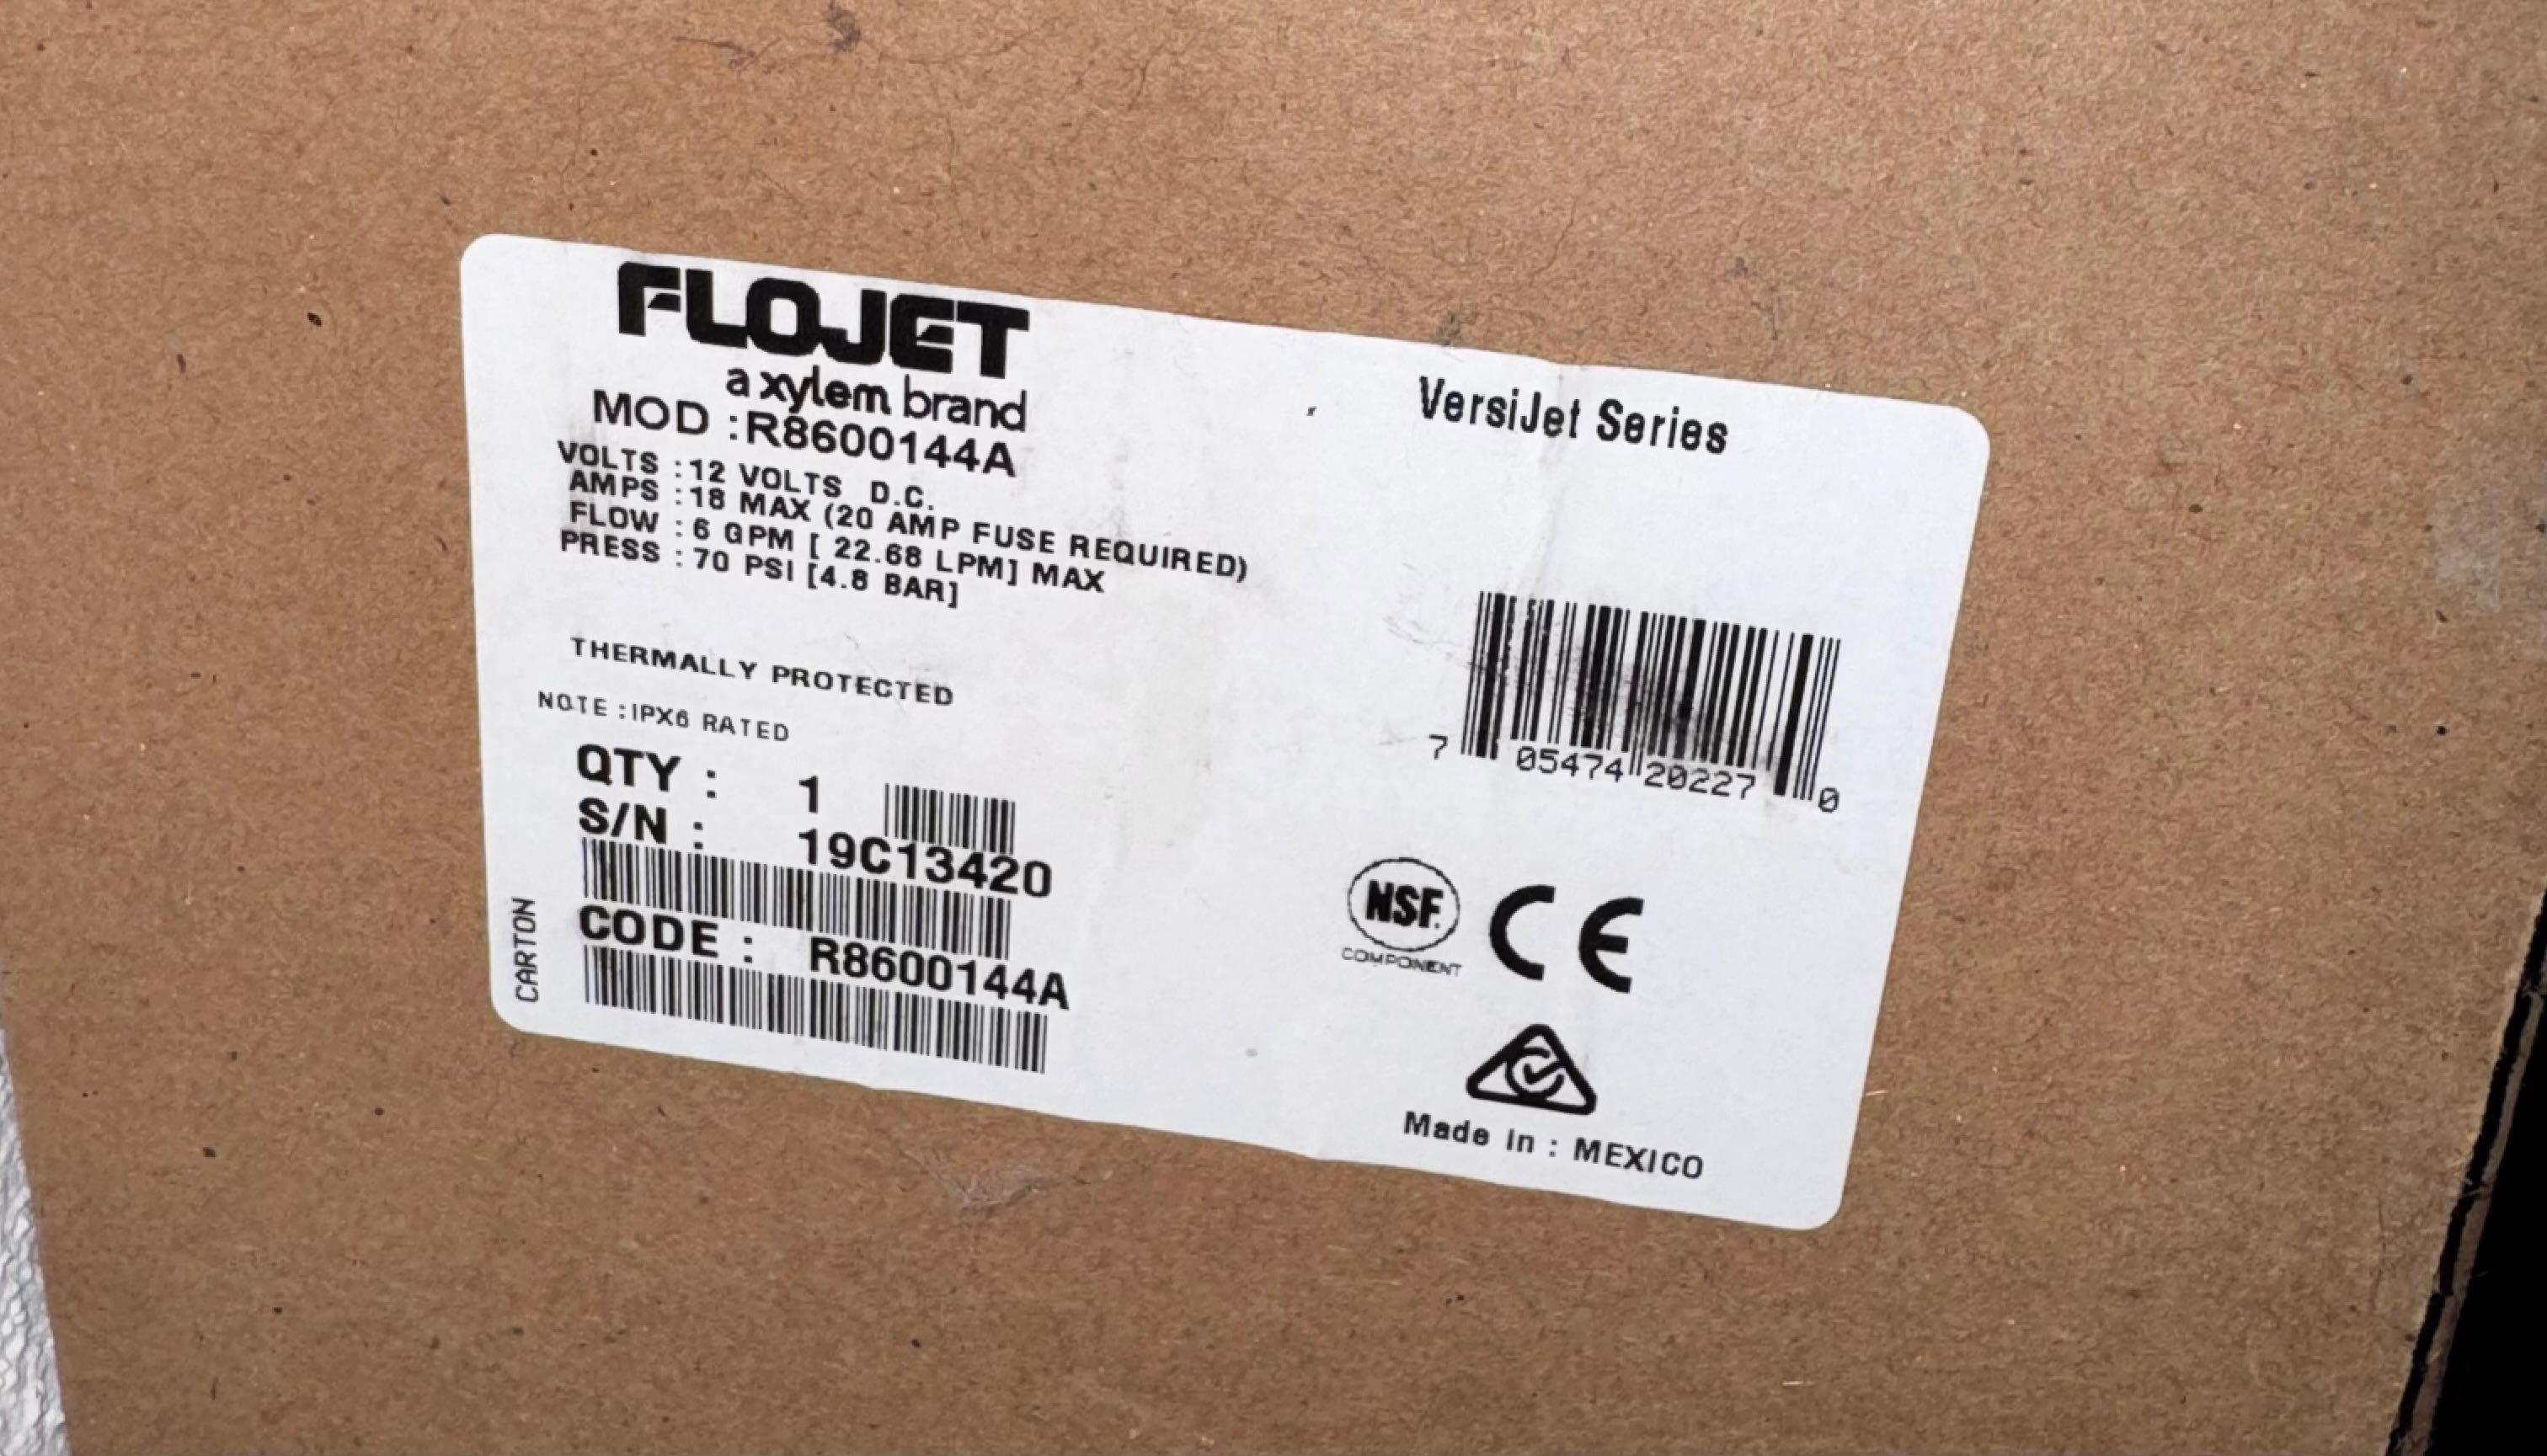 FLOJET
a xylem brand
MOD :R8600144A
VOLTS :12 VOLTS D.C.
AMPS :18 MAX (20 AMP FUSE REQUIRED)
FLOW :6 GPM [ 22.68 LPM] MAX
PRESS :70 PSI [4.8 BAR]
THERMALLY PROTECTED
NOTE :IPX6 RATED
QTY : 1
S/N : 19C13420
CODE : R8600144A
CARTON
VersiJet Series
7 05474 20227 0
NSF.
COMPONENT
CE
Made in : MEXICO